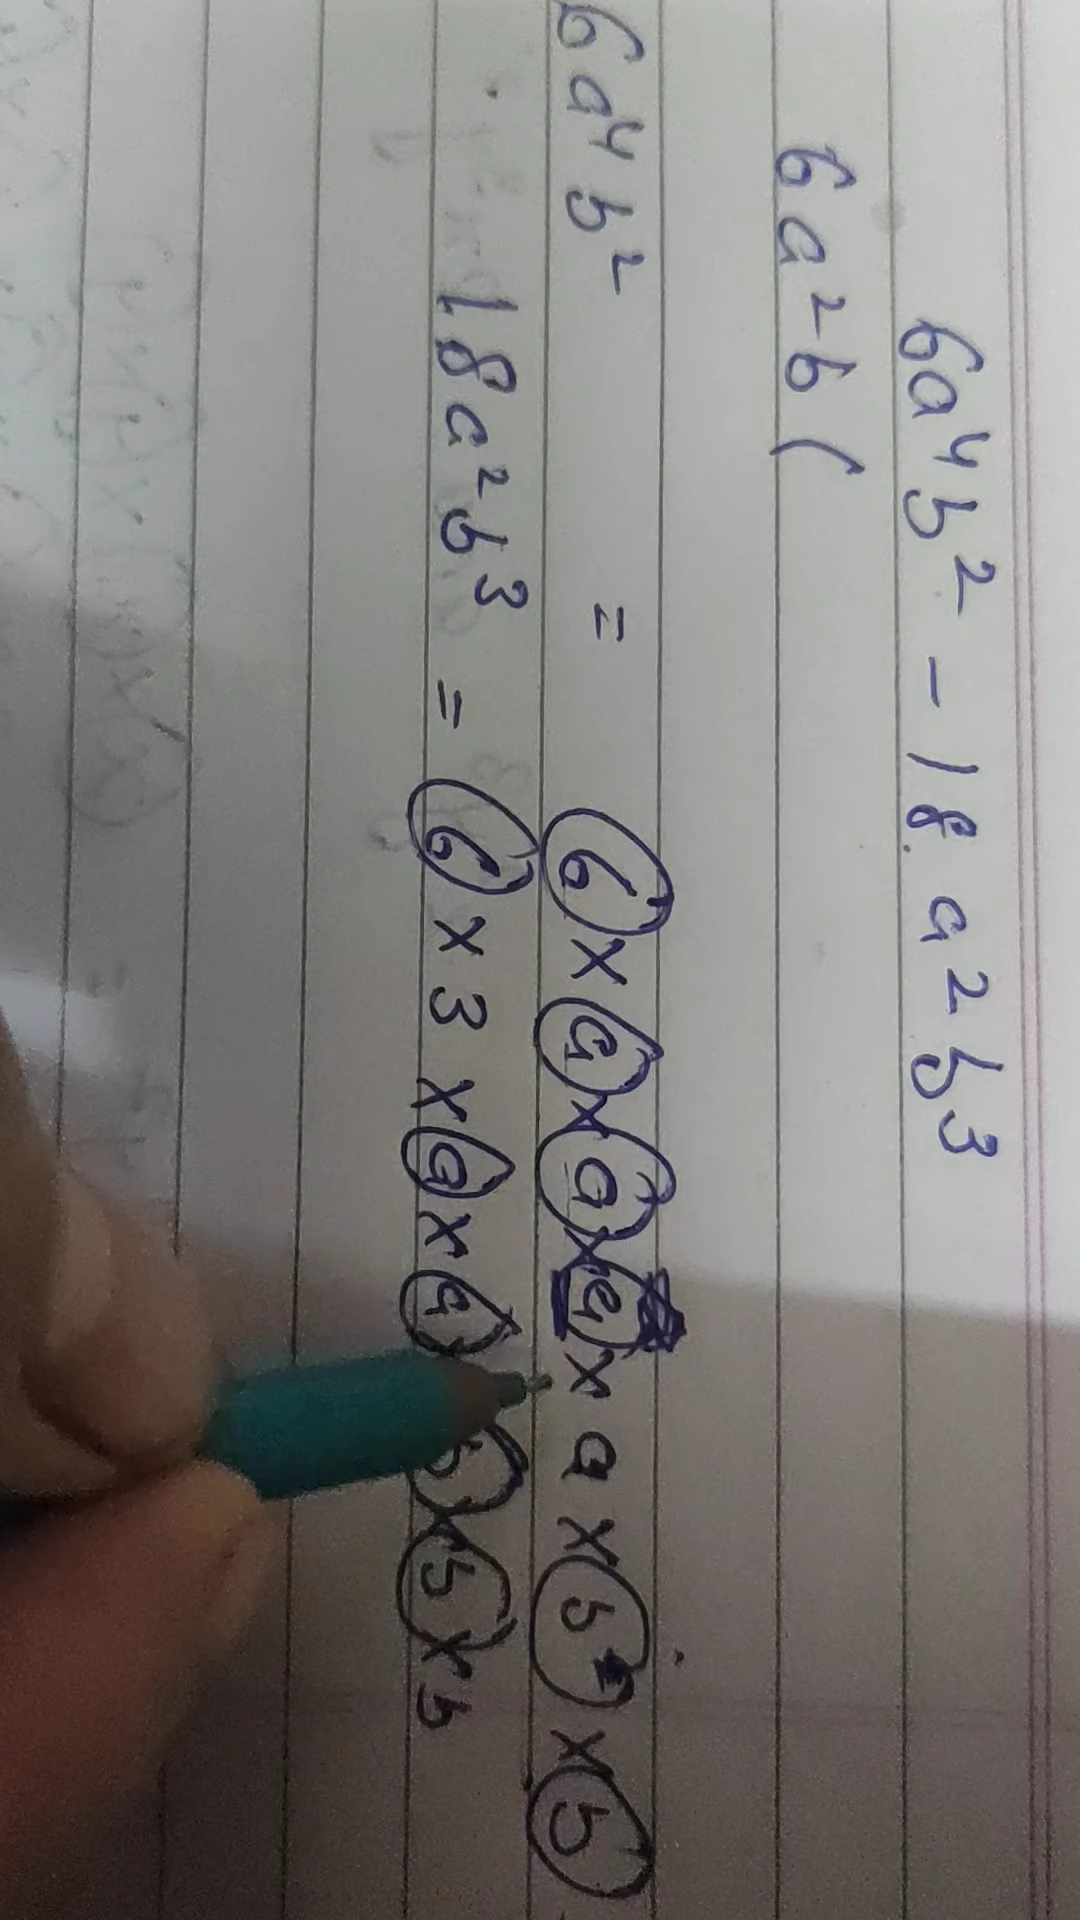 6a⁴b² - 18a²b³
6a²b(
6a⁴b² = 6 x a x a x a x a x b x b
18a²b³ = 6 x 3 x a x a b x b x b